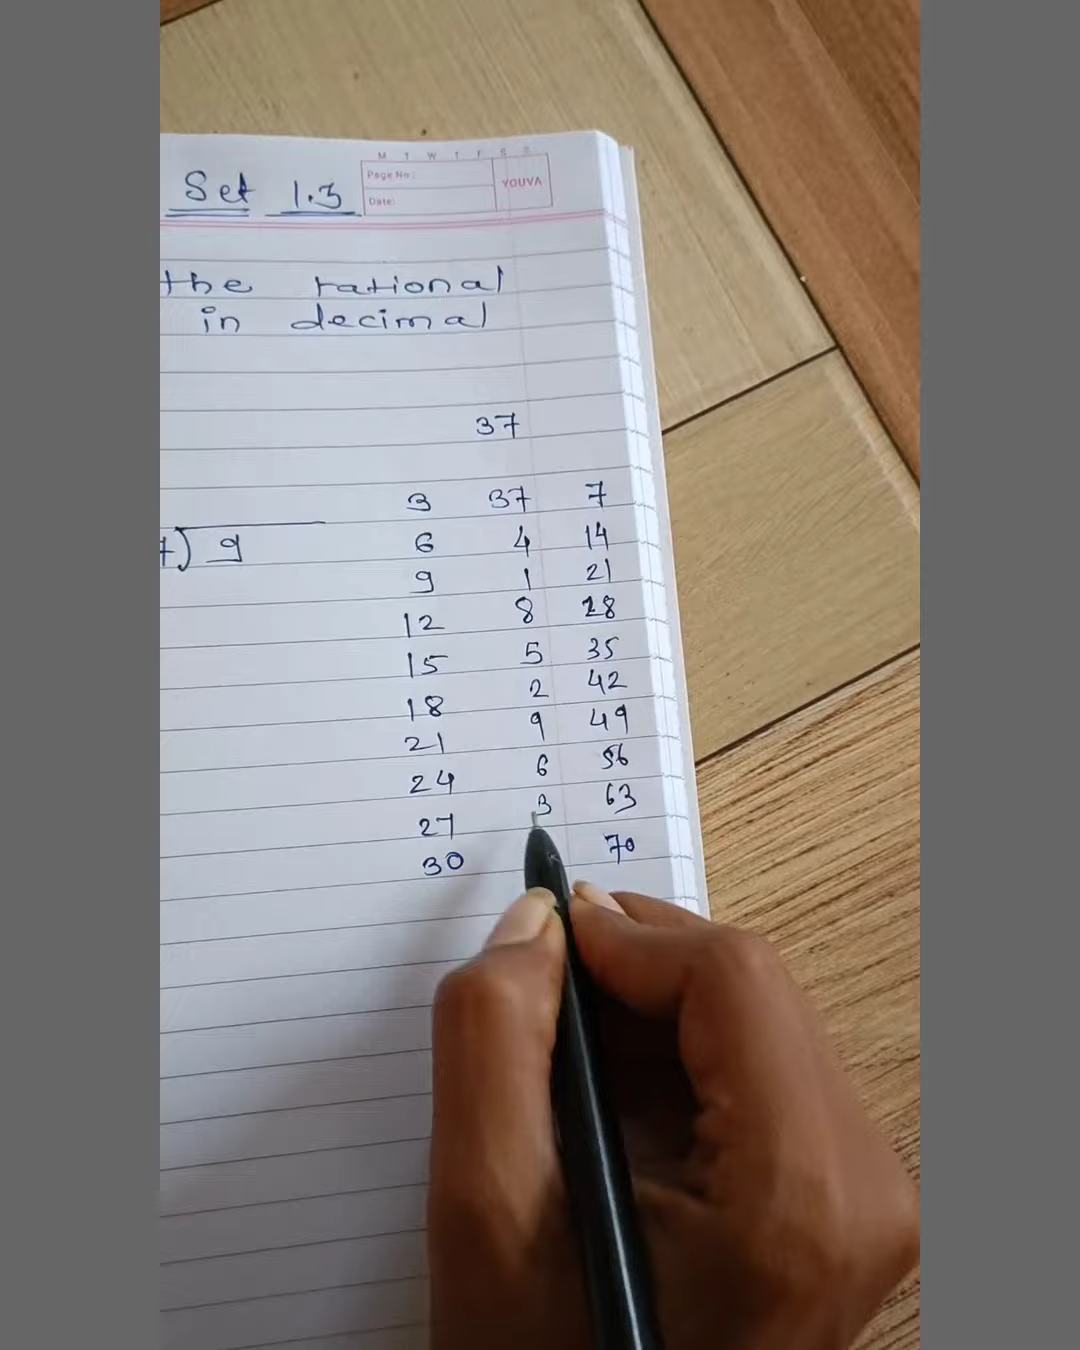 M T W T F S S
Page No.:
YOUVA
Date:
Set 1.3
the rational
in decimal
37
3 37 7
) 9 6 4 14
9 1 21
12 8 28
15 5 35
18 2 42
21 9 49
24 6 56
27 3 63
30 70